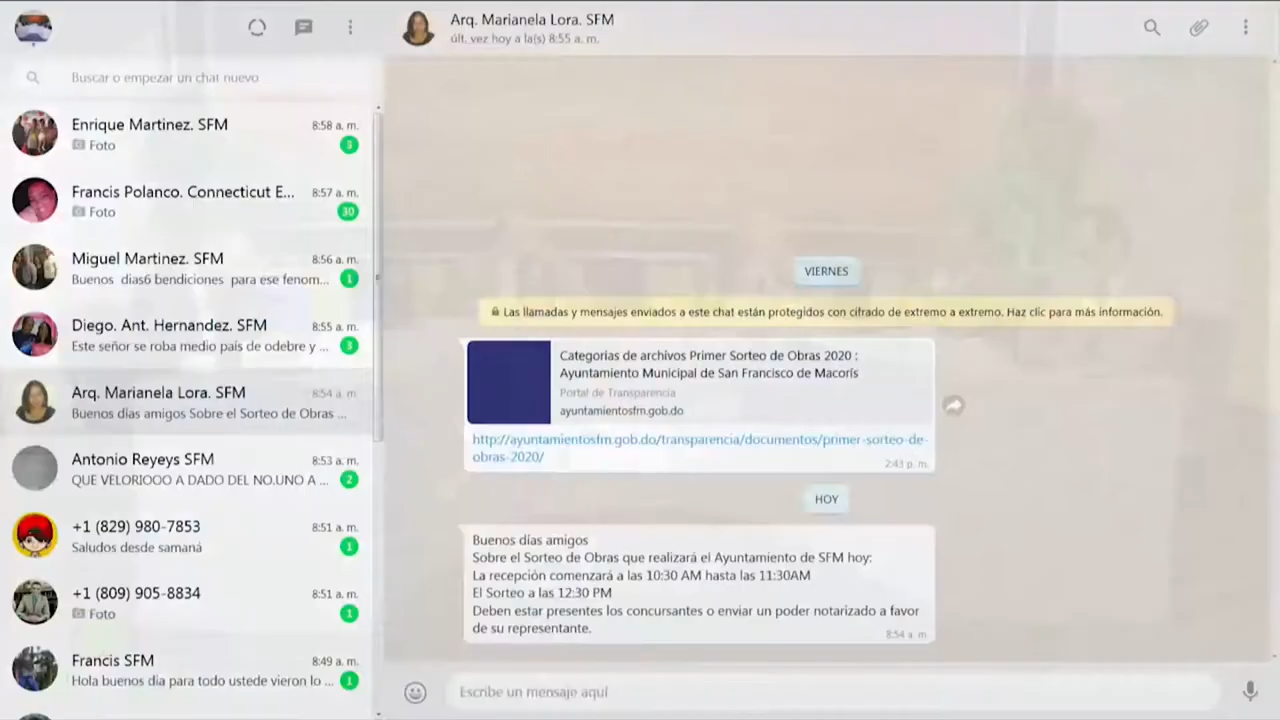 Arq. Marianela Lora. SFM
últ. vez hoy a la(s) 8:55 a. m.
Buscar o empezar un chat nuevo
Enrique Martinez. SFM
8:58 a. m.
Foto
3
Francis Polanco. Connecticut E...
8:57 a. m.
Foto
30
Miguel Martinez. SFM
8:56 a. m.
Buenos dias6 bendiciones para ese fenom...
1
Diego. Ant. Hernandez. SFM
8:55 a. m.
Este señor se roba medio país de odebre y ...
3
Arq. Marianela Lora. SFM
8:54 a. m.
Buenos días amigos Sobre el Sorteo de Obras ...
Antonio Reyeys SFM
8:53 a. m.
QUE VELORIOOO A DADO DEL NO.UNO A ...
2
+1 (829) 980-7853
8:51 a. m.
Saludos desde samaná
1
+1 (809) 905-8834
8:51 a. m.
Foto
1
Francis SFM
8:49 a. m.
Hola buenos dia para todo ustede vieron lo ...
1
VIERNES
Las llamadas y mensajes enviados a este chat están protegidos con cifrado de extremo a extremo. Haz clic para más información.
Categorías de archivos Primer Sorteo de Obras 2020 :
Ayuntamiento Municipal de San Francisco de Macorís
Portal de Transparencia
ayuntamientosfm.gob.do
http://ayuntamientosfm.gob.do/transparencia/documentos/primer-sorteo-de-
obras-2020/
2:43 p. m.
HOY
Buenos días amigos
Sobre el Sorteo de Obras que realizará el Ayuntamiento de SFM hoy:
La recepción comenzará a las 10:30 AM hasta las 11:30AM
El Sorteo a las 12:30 PM
Deben estar presentes los concursantes o enviar un poder notarizado a favor
de su representante.
8:54 a. m.
Escribe un mensaje aquí